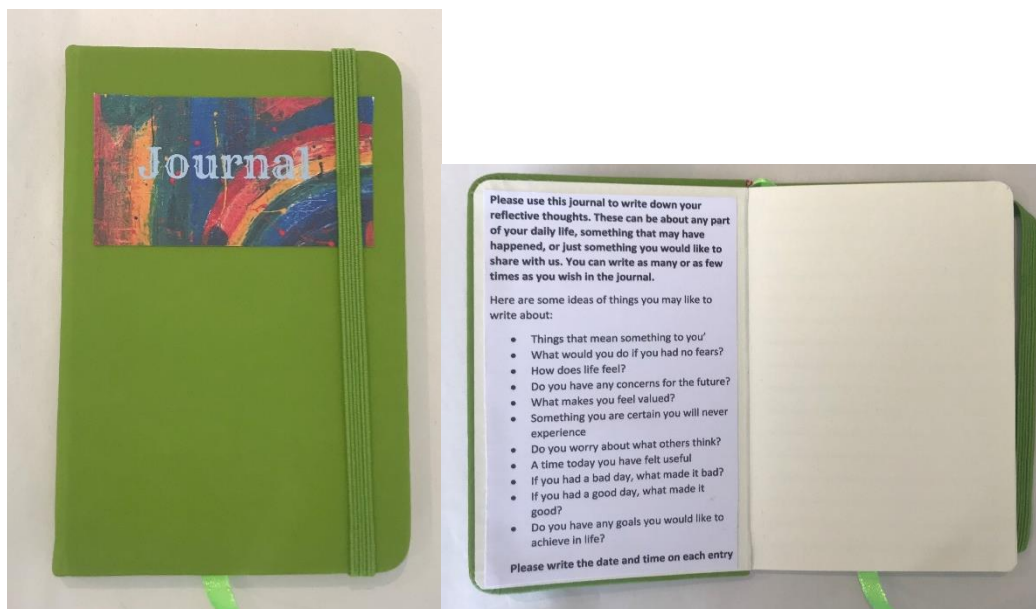 Journal
Please use this journal to write down your
reflective thoughts. These can be about any part
of your daily life, something that may have
happened, or just something you would like to
share with us. You can write as many or as few
times as you wish in the journal.
Here are some ideas of things you may like to
write about:
• Things that mean something to you'
• What would you do if you had no fears?
• How does life feel?
• Do you have any concerns for the future?
• What makes you feel valued?
• Something you are certain you will never
experience
• Do you worry about what others think?
• A time today you have felt useful
• If you had a bad day, what made it bad?
• If you had a good day, what made it
good?
• Do you have any goals you would like to
achieve in life?
Please write the date and time on each entry